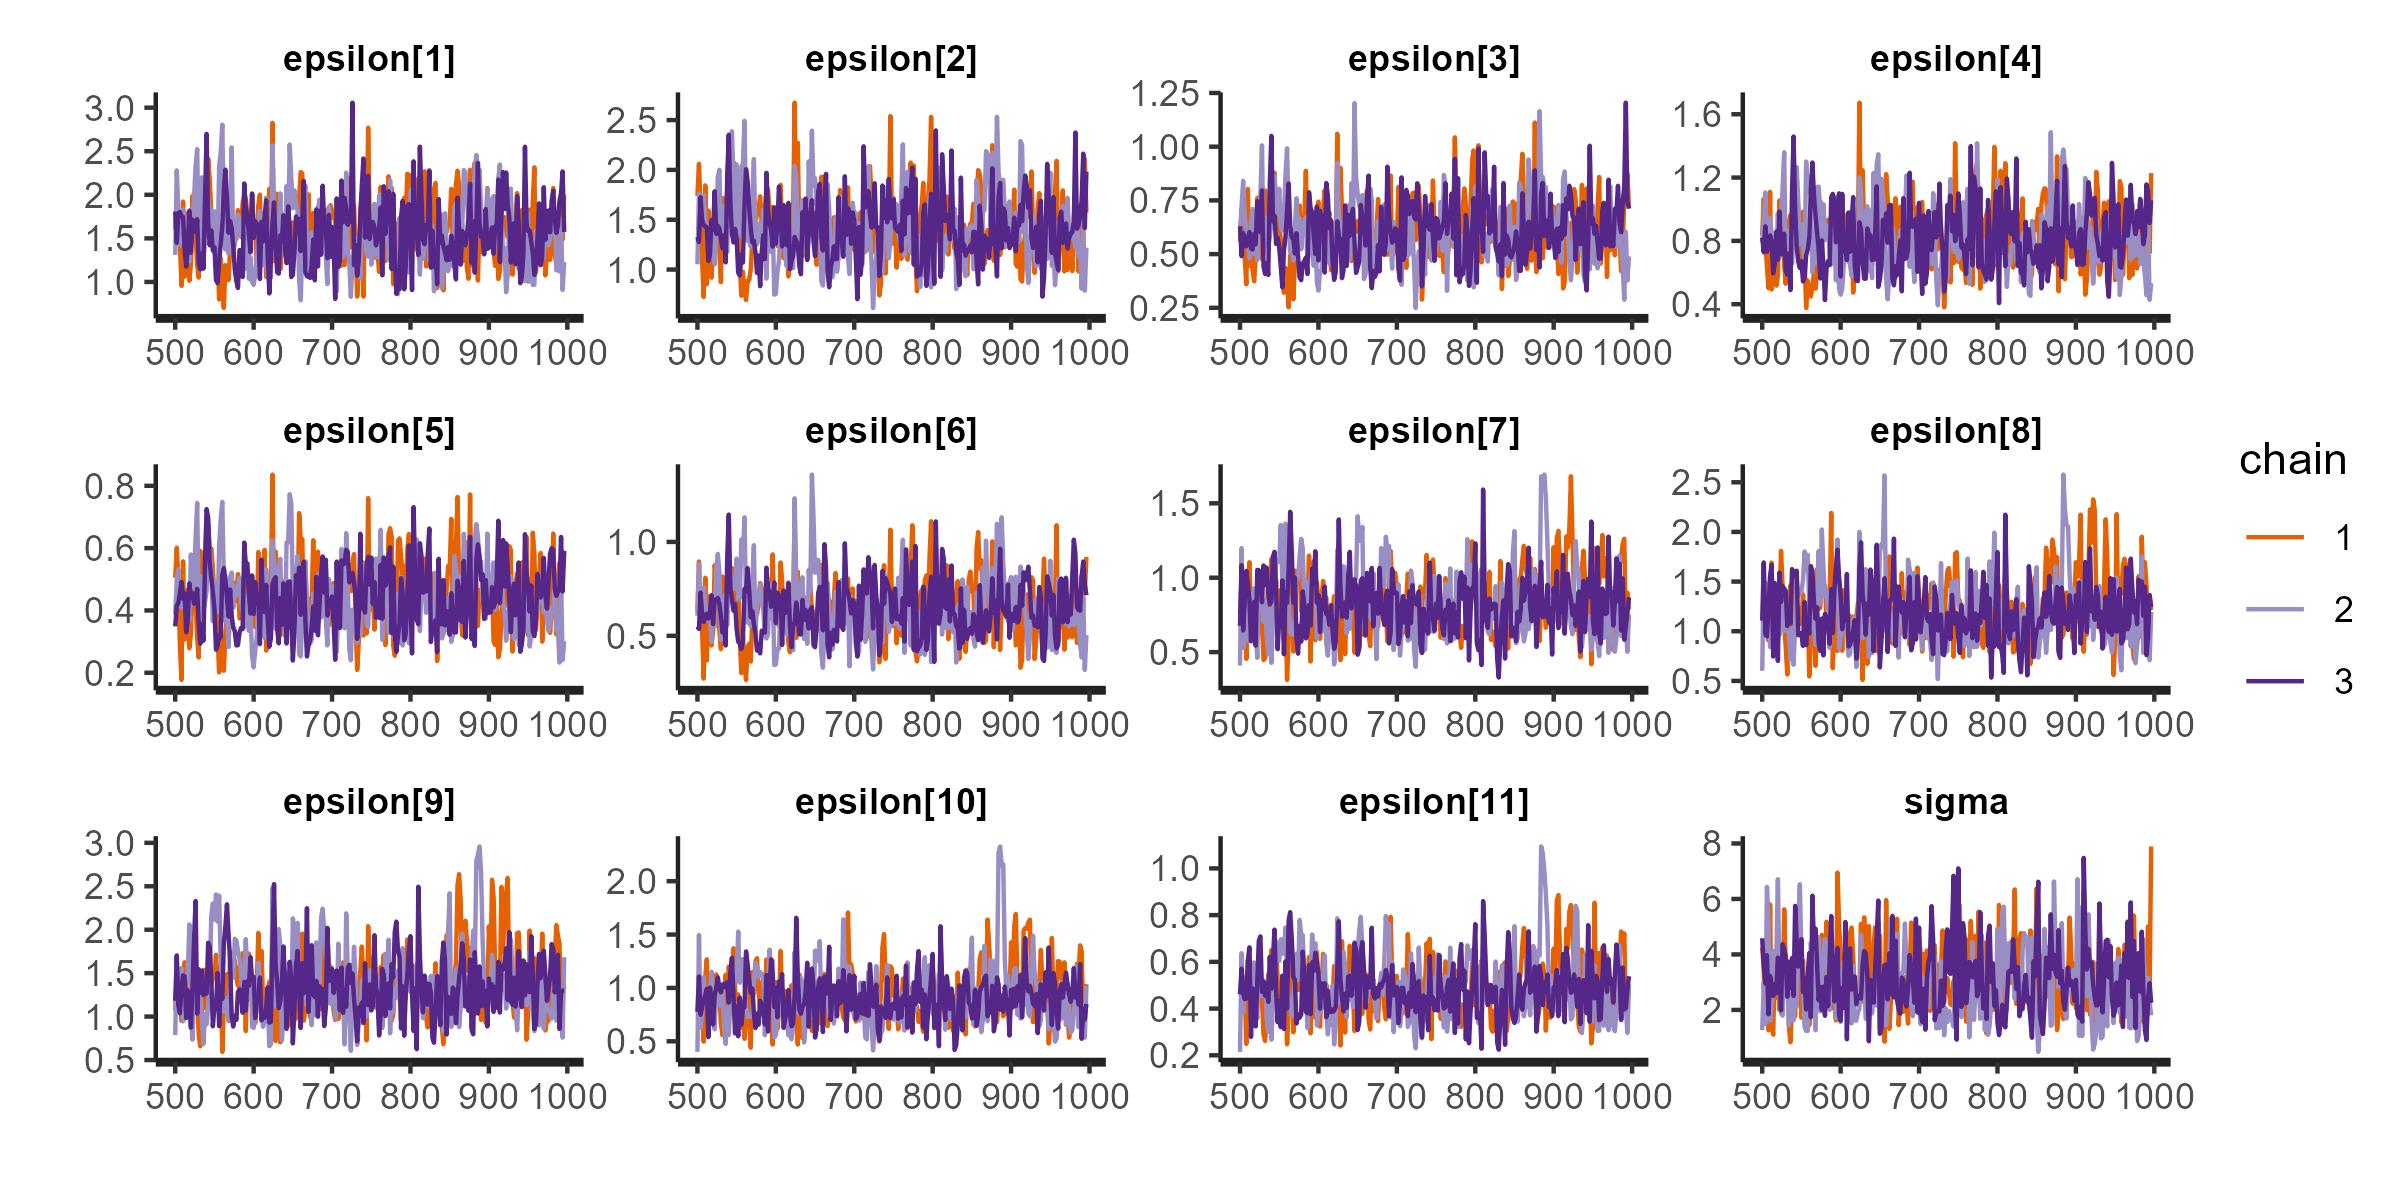 epsilon[1] epsilon[2] epsilon[3] epsilon[4]
3.0 2.5 2.0 1.5 1.0
2.5 2.0 1.5 1.0
1.25 1.00 0.75 0.50 0.25
1.6 1.2 0.8 0.4
500 600 700 800 900 1000 500 600 700 800 900 1000 500 600 700 800 900 1000 500 600 700 800 900 1000
epsilon[5] epsilon[6] epsilon[7] epsilon[8]
0.8 0.6 0.4 0.2
1.0 0.5
1.5 1.0 0.5
2.5 2.0 1.5 1.0 0.5
500 600 700 800 900 1000 500 600 700 800 900 1000 500 600 700 800 900 1000 500 600 700 800 900 1000
epsilon[9] epsilon[10] epsilon[11] sigma
3.0 2.5 2.0 1.5 1.0 0.5
2.0 1.5 1.0 0.5
1.0 0.8 0.6 0.4 0.2
8 6 4 2
500 600 700 800 900 1000 500 600 700 800 900 1000 500 600 700 800 900 1000 500 600 700 800 900 1000
chain
1
2
3